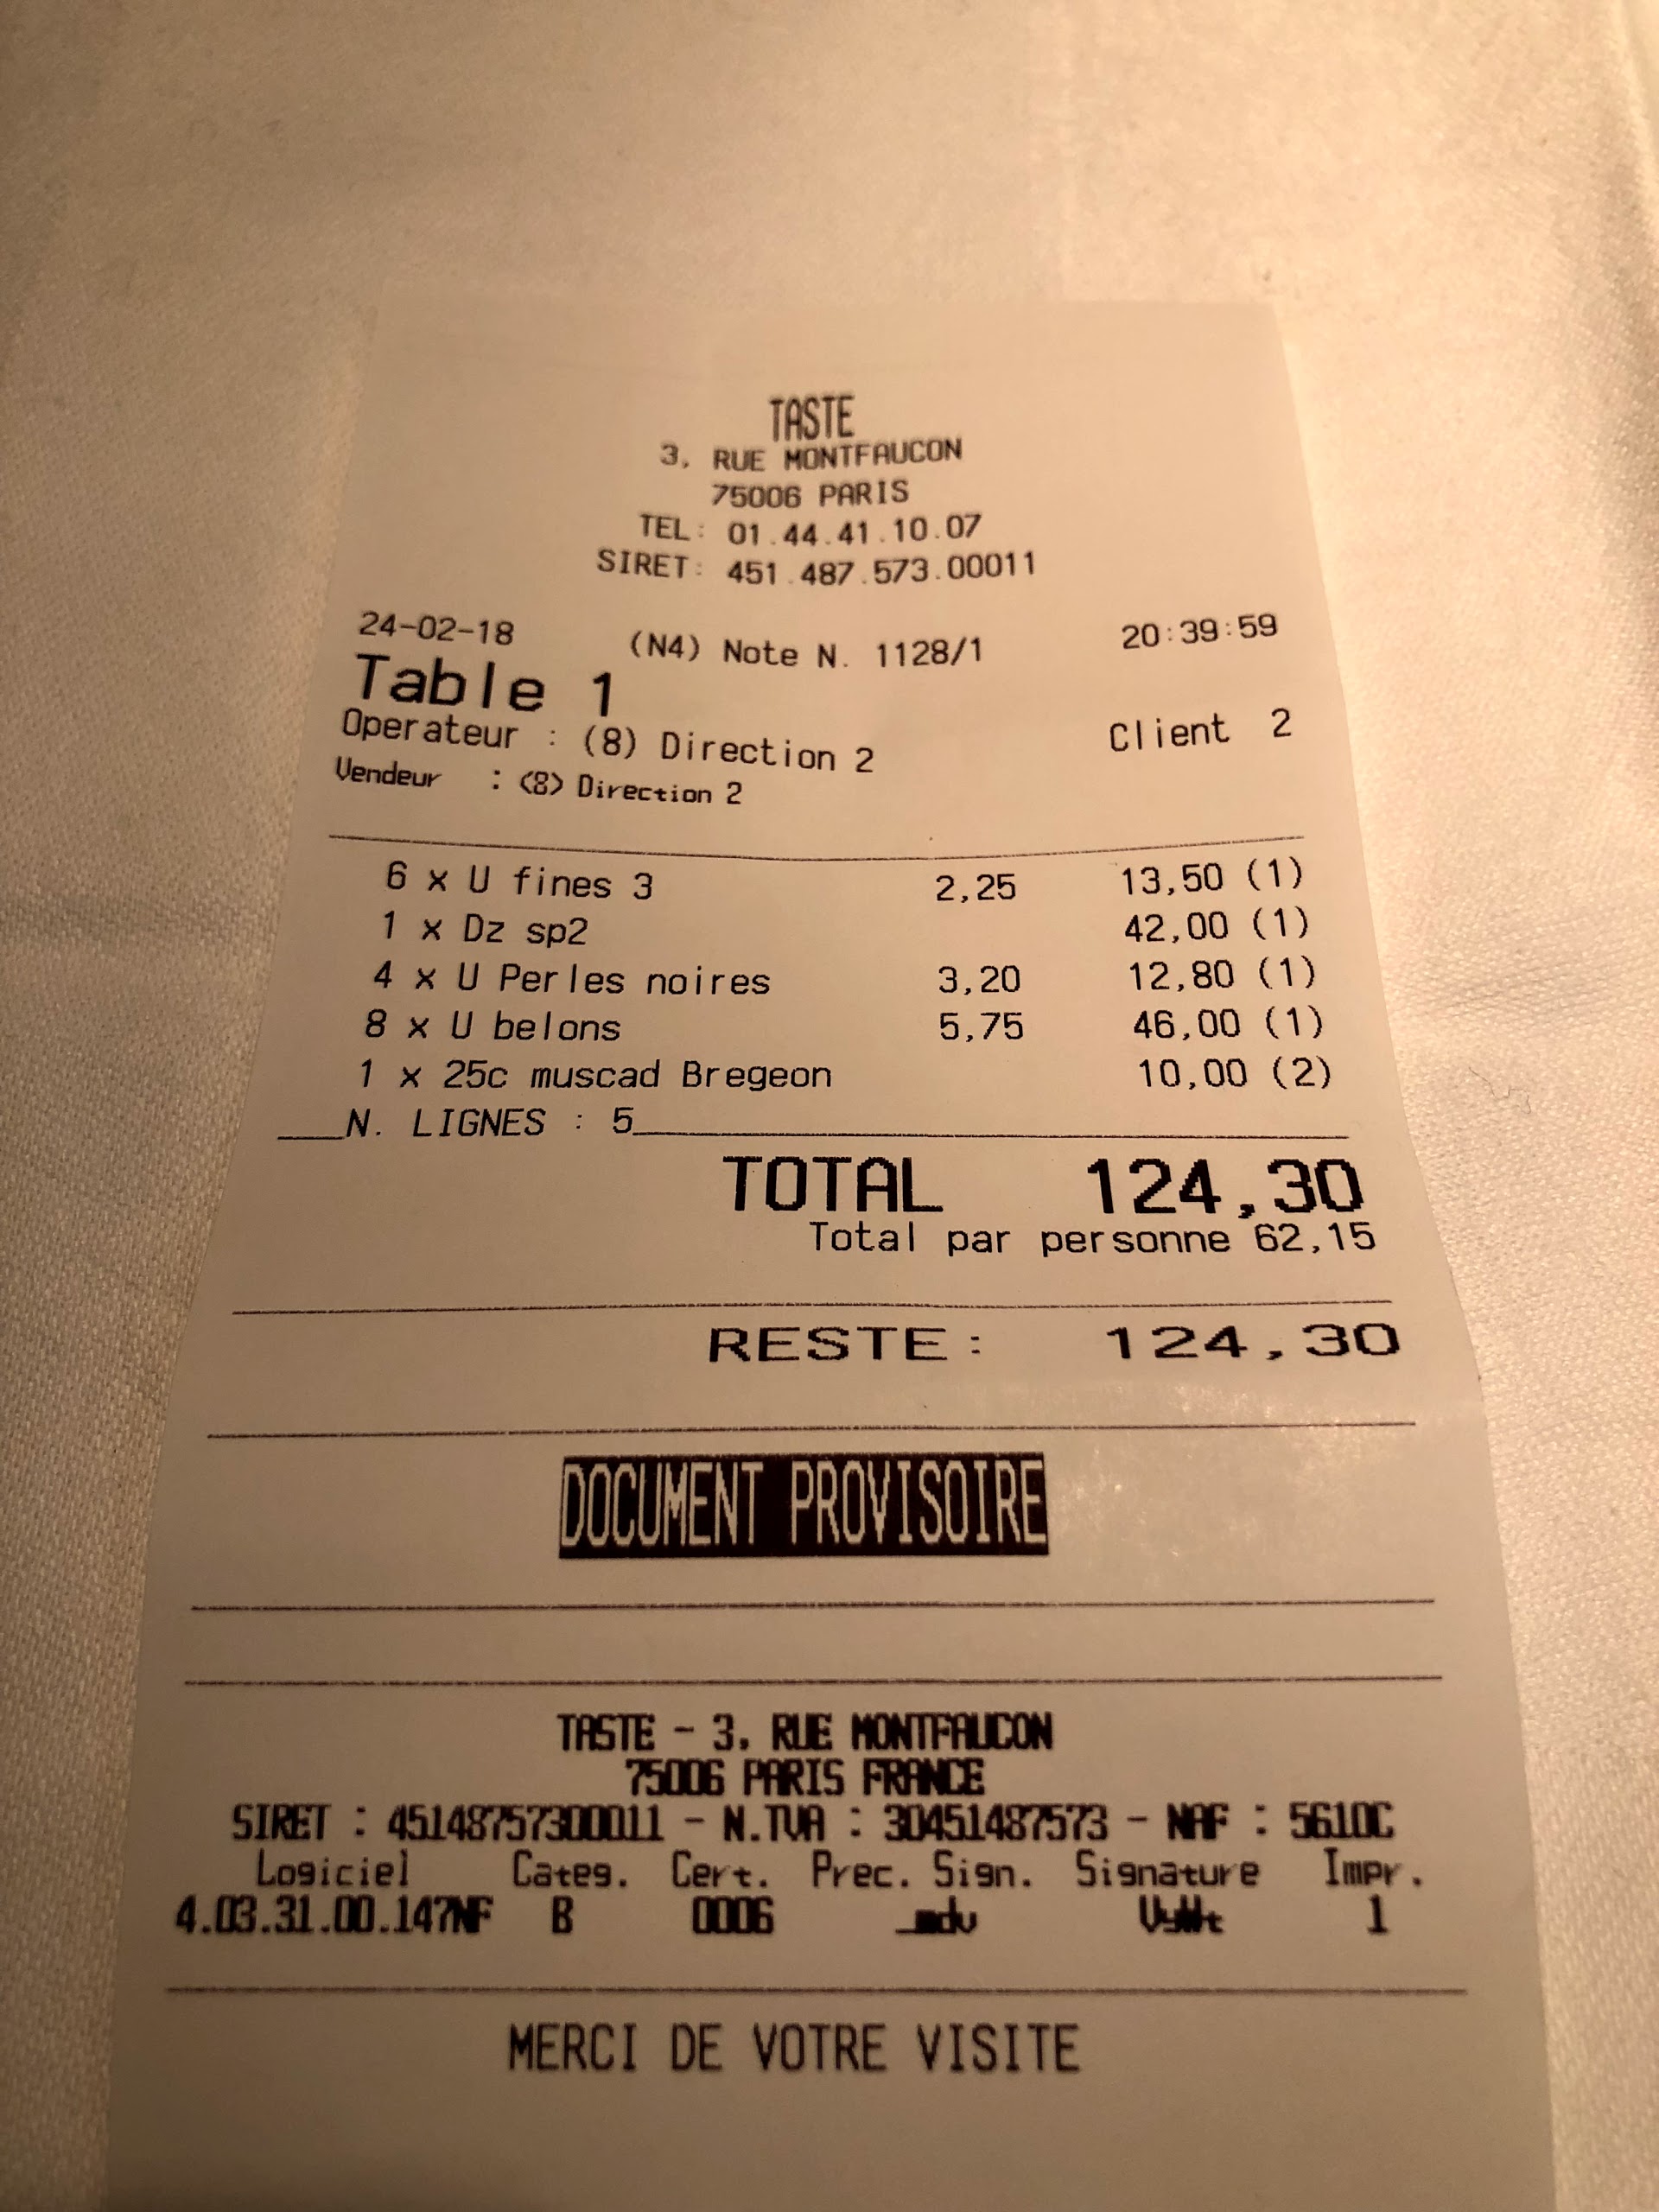 TASTE
3, RUE MONTFAUCON
75006 PARIS
TEL: 01.44.41.10.07
SIRET: 451.487.573.00011
24-02-18 (N4) Note N. 1128/1 20:39:59
Table 1
Operateur : (8) Direction 2 Client 2
Vendeur : (8) Direction 2
6 x U fines 3 2,25 13,50 (1)
1 x Dz sp2 42,00 (1)
4 x U Perles noires 3,20 12,80 (1)
8 x U belons 5,75 46,00 (1)
1 x 25c muscad Bregeon 10,00 (2)
N. LIGNES : 5
TOTAL 124,30
Total par personne 62,15
RESTE: 124,30
DOCUMENT PROVISOIRE
TASTE - 3, RUE MONTFAUCON
75006 PARIS FRANCE
SIRET : 45148757300011 - N.TVA : 30451487573 - NAF : 5610C
Logiciel Categ. Cert. Prec. Sign. Signature Impr.
4.03.31.00.147NF B 0006 1
MERCI DE VOTRE VISITE